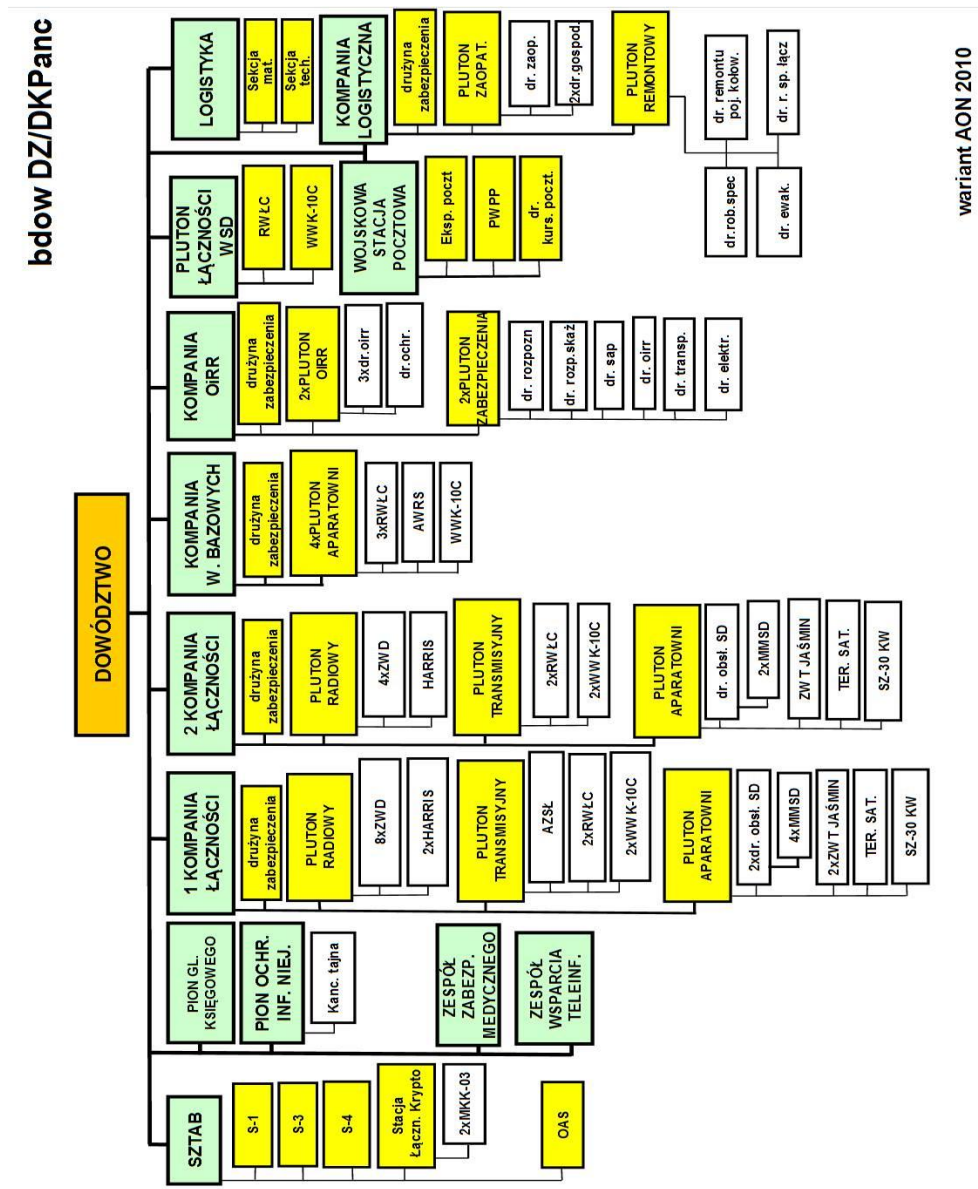 bdow DZ/DKPanc
DOWÓDZTWO
SZTAB
S-1
S-3
S-4
Stacja
Łączn. Krypto
2xMKK-03
OAS
PION GŁ.
KSIĘGOWEGO
PION OCHR.
INF. NIEJ.
Kanc. tajna
ZESPÓŁ
ZABEZP.
MEDYCZNEGO
ZESPÓŁ
WSPARCIA
TELEINF.
1 KOMPANIA
ŁĄCZNOŚCI
drużyna
zabezpieczenia
PLUTON
RADIOWY
8xZWD
2xHARRIS
PLUTON
TRANSMISYJNY
AZSŁ
2xRWŁC
2xWWK-10C
PLUTON
APARATOWNI
2xdr. obsł. SD
4xMMSD
2xZWT JAŚMIN
TER. SAT.
SZ-30 KW
2 KOMPANIA
ŁĄCZNOŚCI
drużyna
zabezpieczenia
PLUTON
RADIOWY
4xZWD
HARRIS
PLUTON
TRANSMISYJNY
2xRWŁC
2xWWK-10C
PLUTON
APARATOWNI
dr. obsł. SD
2xMMSD
ZWT JAŚMIN
TER. SAT.
SZ-30 KW
KOMPANIA
W. BAZOWYCH
drużyna
zabezpieczenia
4xPLUTON
APARATOWNI
3xRWŁC
AWRS
WWK-10C
KOMPANIA
OiRR
drużyna
zabezpieczenia
2xPLUTON
OIRR
3xdr.oirr
dr.ochr.
2xPLUTON
ZABEZPIECZENIA
dr. rozpozn
dr. rozp.skaż
dr. sap
dr. oirr
dr. transp.
dr. elektr.
PLUTON
ŁĄCZNOŚCI
WSD
RWŁC
WWK-10C
WOJSKOWA
STACJA
POCZTOWA
Eksp. poczt
PWPP
dr.
kurs. poczt.
LOGISTYKA
Sekcja
mat.
Sekcja
tech.
KOMPANIA
LOGISTYCZNA
drużyna
zabezpieczenia
PLUTON
ZAOPAT.
dr. zaop.
2xdr.gospod.
PLUTON
REMONTOWY
dr. remontu
poj. kołow.
dr.rob.spec
dr. r. sp. łącz
dr. ewak.
wariant AON 2010